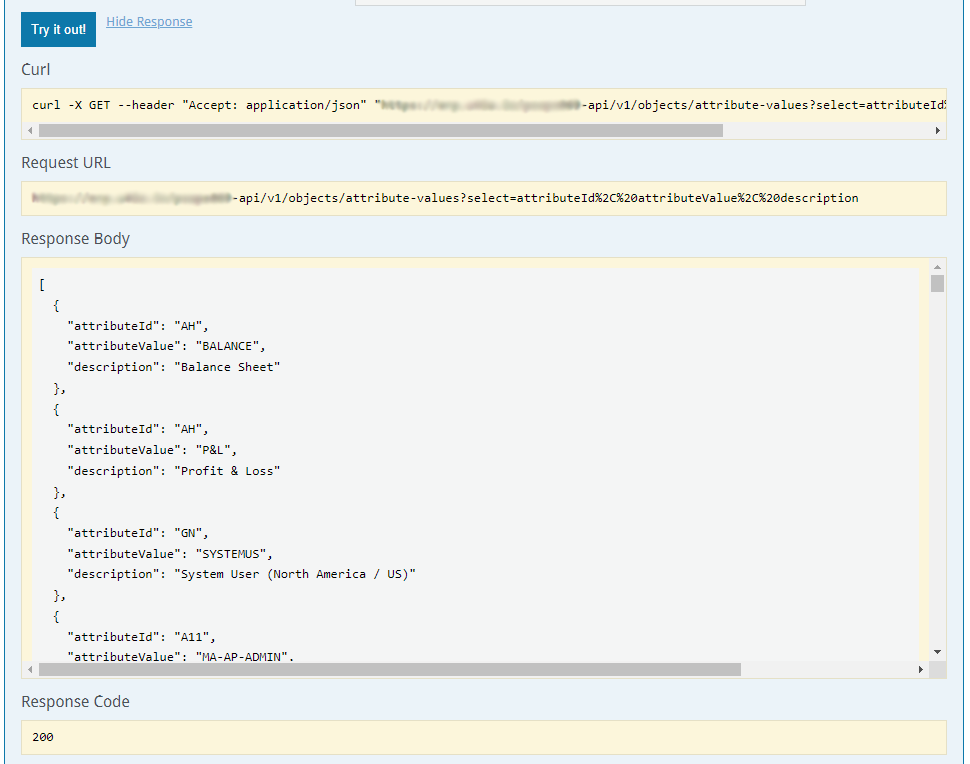 Try it out! Hide Response
Curl
curl -X GET --header "Accept: application/json" "-api/v1/objects/attribute-values?select=attributeId
Request URL
-api/v1/objects/attribute-values?select=attributeId%2C%20attributeValue%2C%20description
Response Body
[
{
"attributeId": "AH",
"attributeValue": "BALANCE",
"description": "Balance Sheet"
},
{
"attributeId": "AH",
"attributeValue": "P&L",
"description": "Profit & Loss"
},
{
"attributeId": "GN",
"attributeValue": "SYSTEMUS",
"description": "System User (North America / US)"
},
{
"attributeId": "A11",
"attributeValue": "MA-AP-ADMIN",
Response Code
200